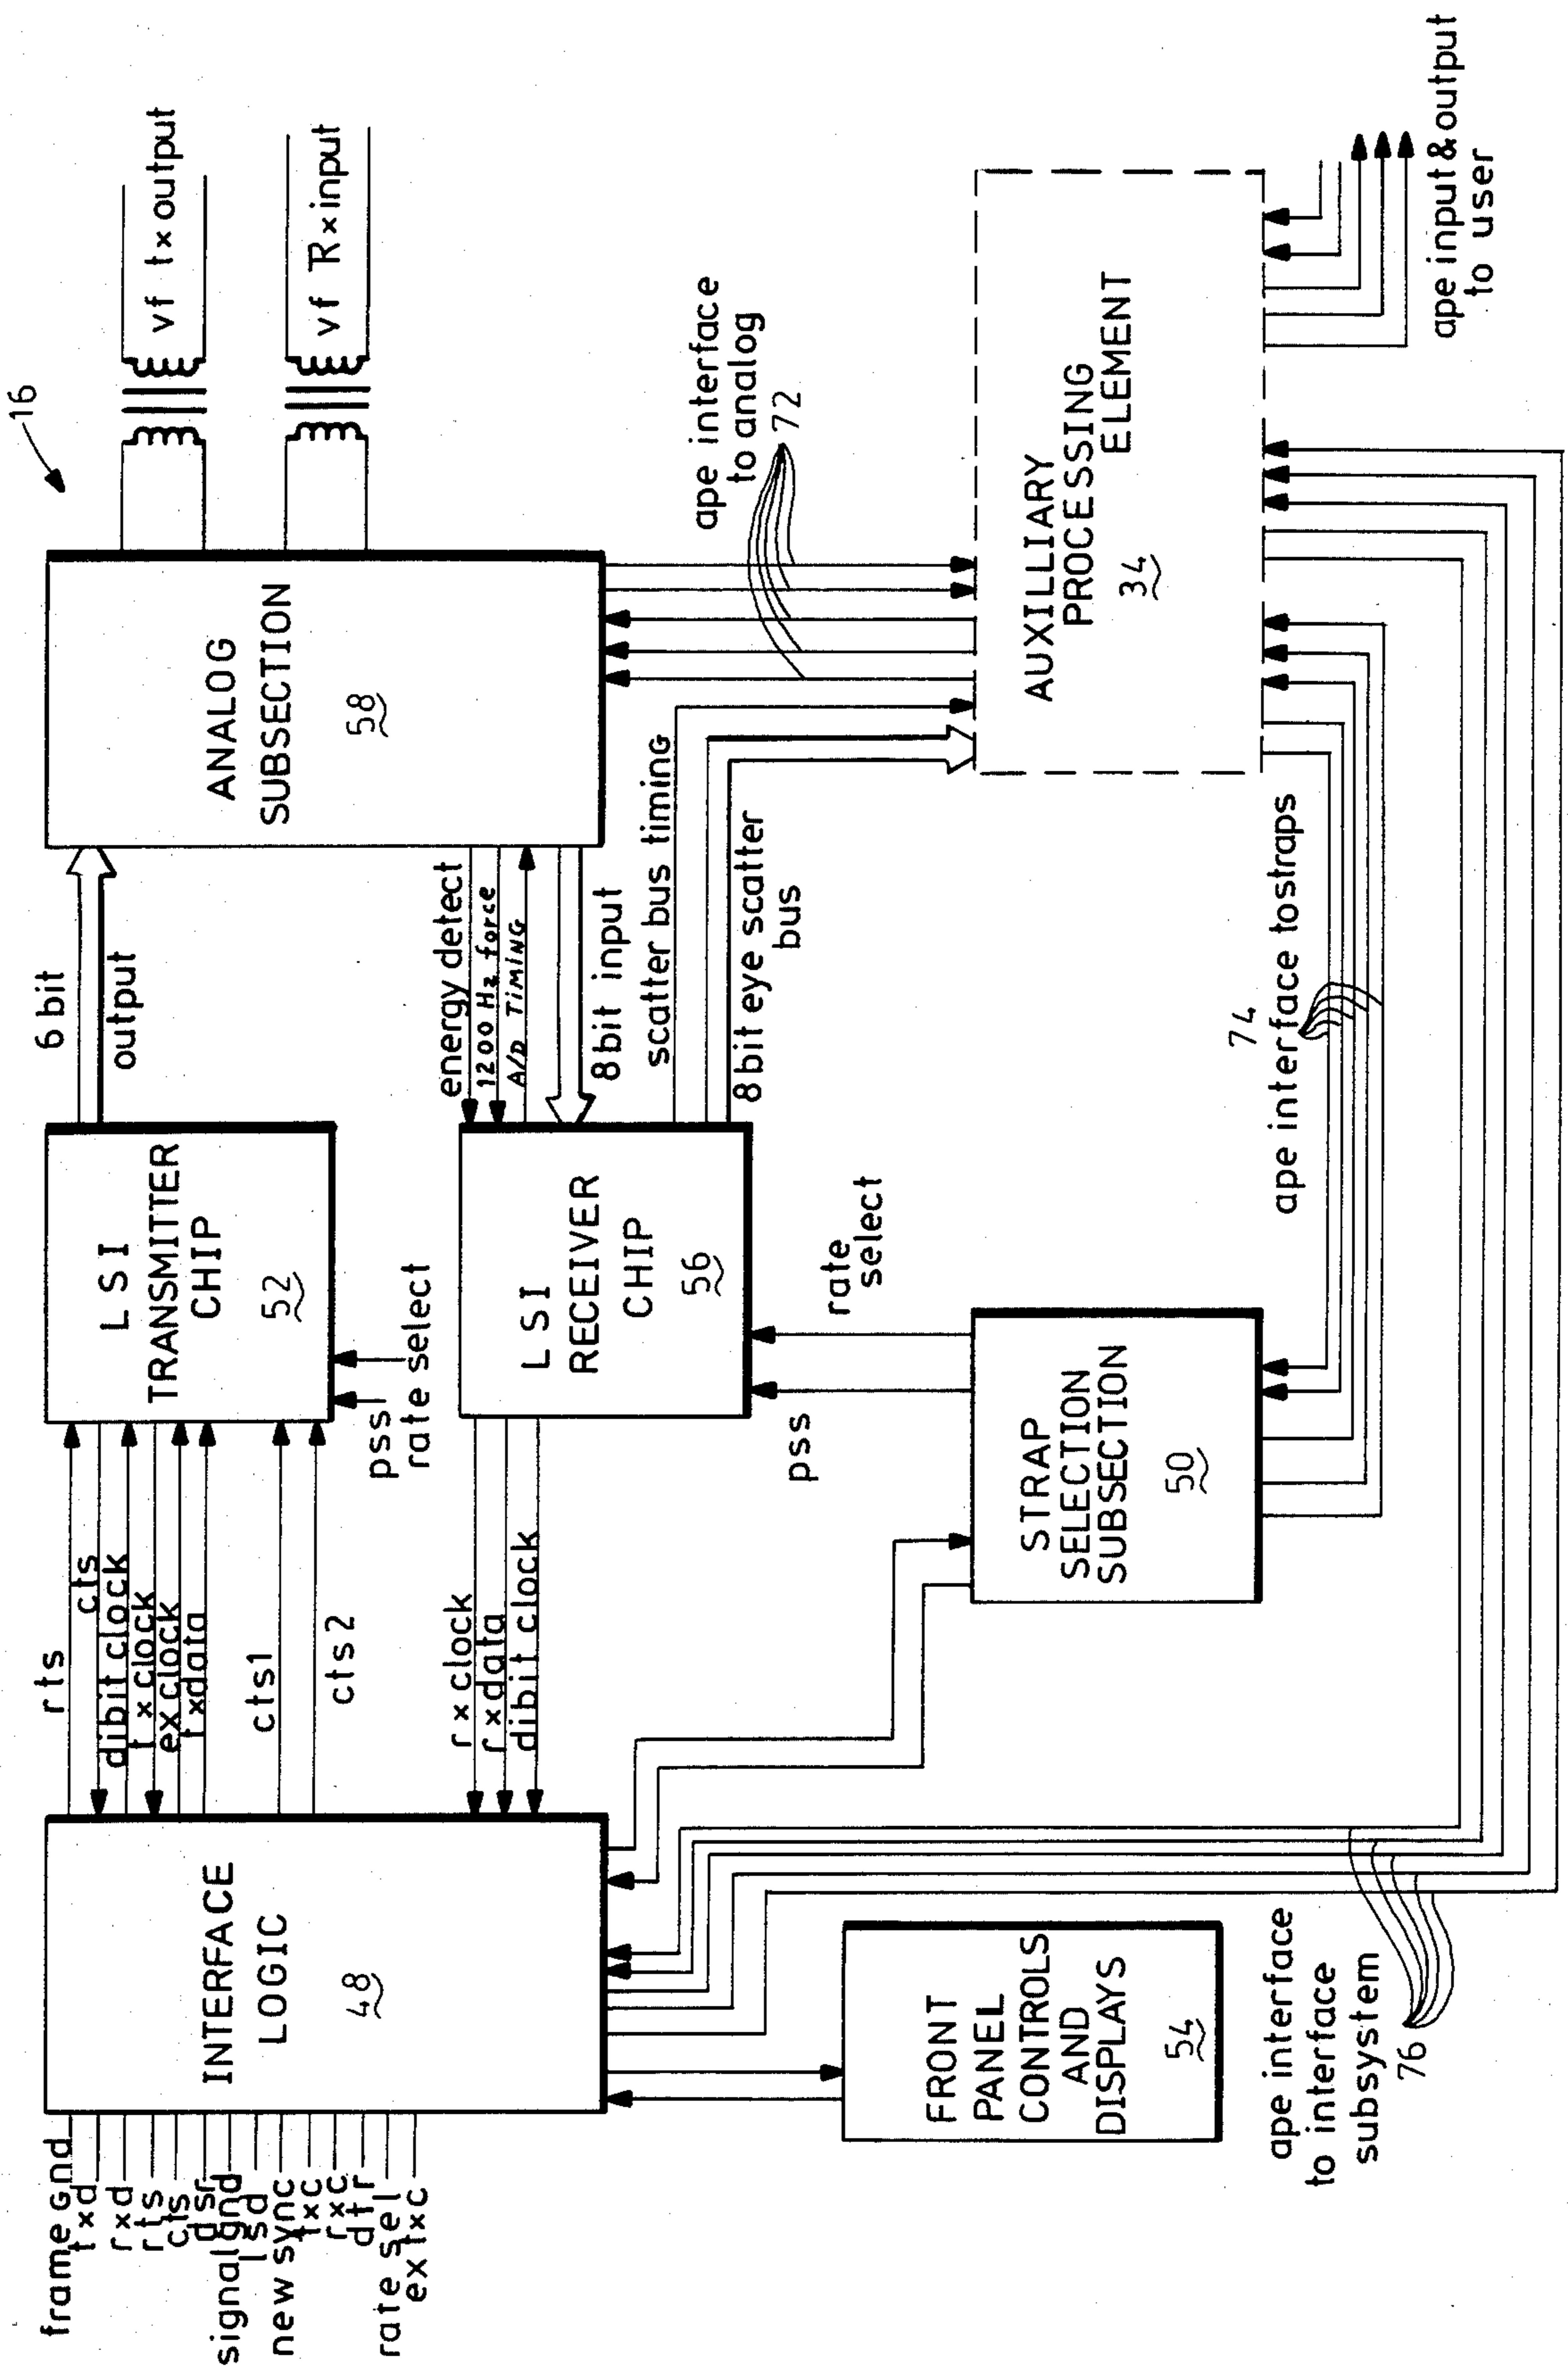 frame gnd
txd
rxd
rts
cts
dsr
signal gnd
lsd
new sync
txc
rxc
dtr
rate sel
ex txc
INTERFACE
LOGIC
48
rts
cts
dibit clock
tx clock
ex clock
txdata
cts1
cts2
LSI
TRANSMITTER
CHIP
52
pss
rate select
6 bit
output
16
vf tx output
vf Rx input
ANALOG
SUBSECTION
58
rx clock
rxdata
dibit clock
LSI
RECEIVER
CHIP
56
energy detect
1200 Hz force
A/D TIMING
8bit input
scatter bus timing
8bit eye scatter
bus
ape interface
to analog
72
pss
rate
select
FRONT
PANEL
CONTROLS
AND
DISPLAYS
54
STRAP
SELECTION
SUBSECTION
50
AUXILLIARY
PROCESSING
ELEMENT
34
74
ape interface tostraps
ape interface
to interface
subsystem
76
ape input&output
to user